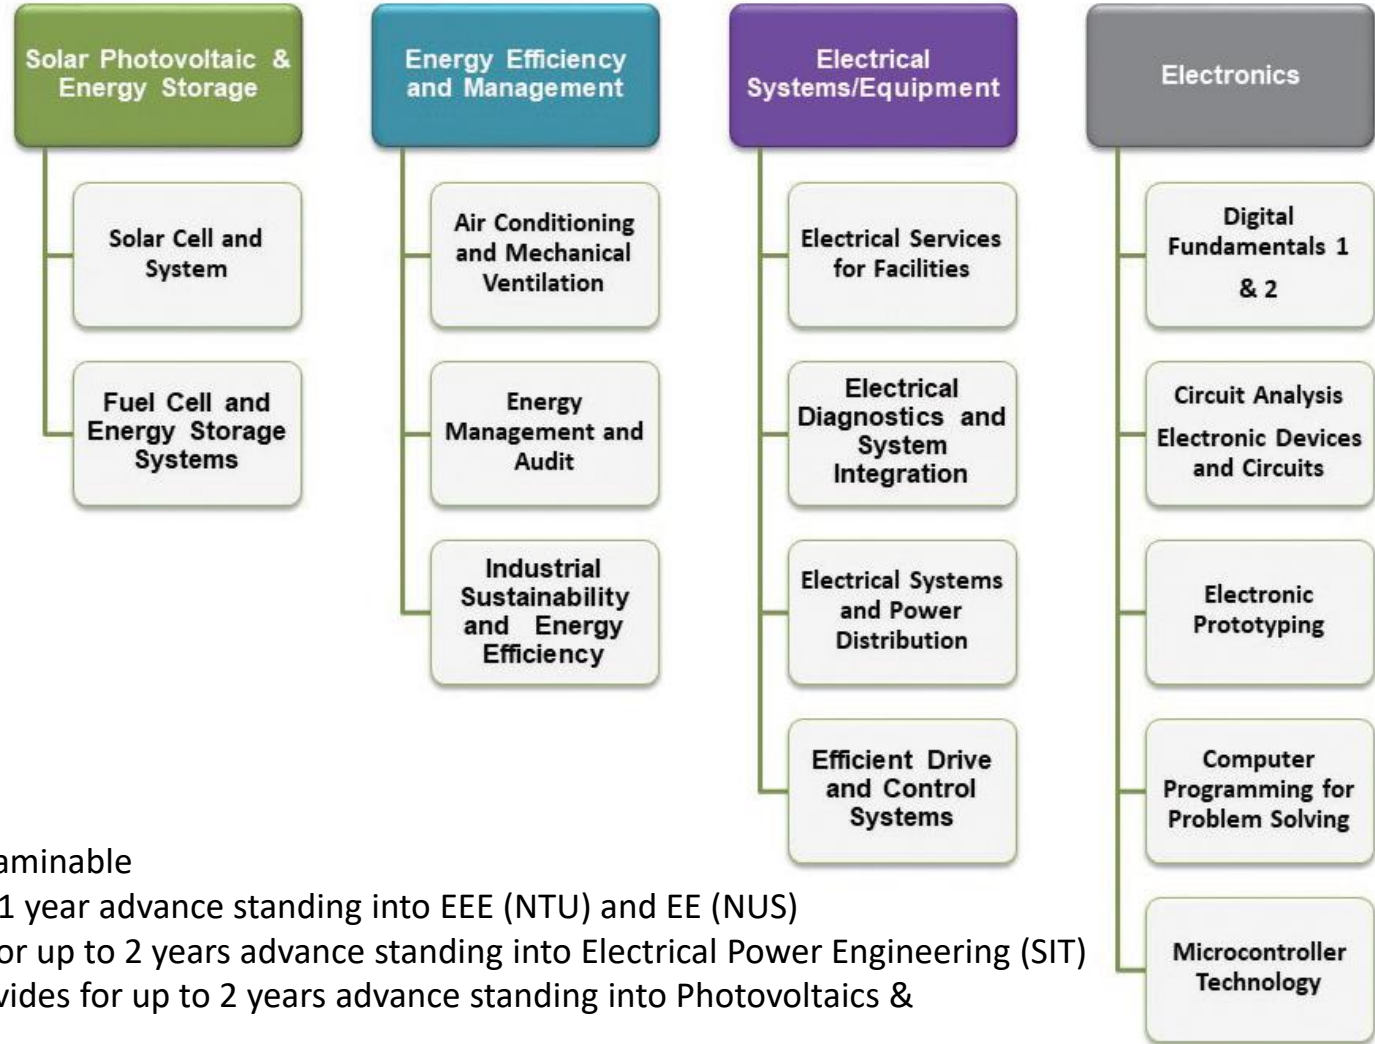 Solar Photovoltaic &
Energy Storage
Solar Cell and
System
Fuel Cell and
Energy Storage
Systems
Energy Efficiency
and Management
Air Conditioning
and Mechanical
Ventilation
Energy
Management and
Audit
Industrial
Sustainability
and Energy
Efficiency
Electrical
Systems/Equipment
Electrical Services
for Facilities
Electrical
Diagnostics and
System
Integration
Electrical Systems
and Power
Distribution
Efficient Drive
and Control
Systems
Electronics
Digital
Fundamentals 1
& 2
Circuit Analysis
Electronic Devices
and Circuits
Electronic
Prototyping
Computer
Programming for
Problem Solving
Microcontroller
Technology
aminable
1 year advance standing into EEE (NTU) and EE (NUS)
or up to 2 years advance standing into Electrical Power Engineering (SIT)
vides for up to 2 years advance standing into Photovoltaics &